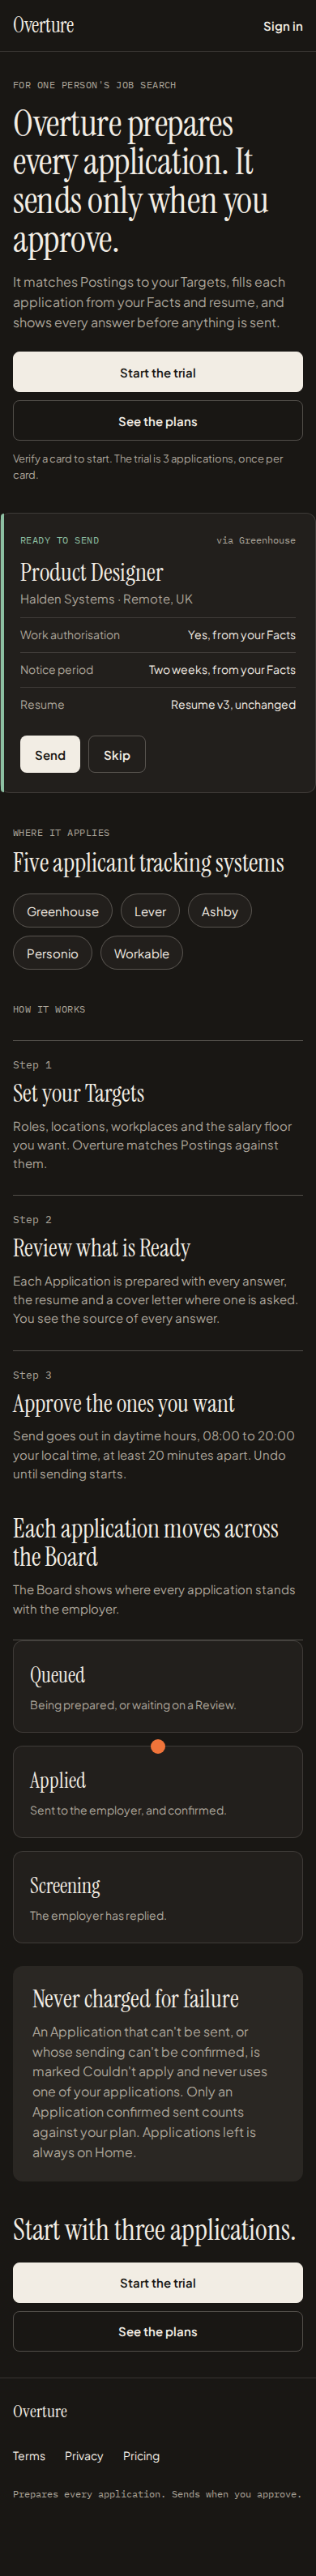 Overture
Sign in
FOR ONE PERSON'S JOB SEARCH
Overture prepares
every application. It
sends only when you
approve.
It matches Postings to your Targets, fills each
application from your Facts and resume, and
shows every answer before anything is sent.
Start the trial
See the plans
Verify a card to start. The trial is 3 applications, once per
card.
READY TO SEND
via Greenhouse
Product Designer
Halden Systems · Remote, UK
Work authorisation
Yes, from your Facts
Notice period
Two weeks, from your Facts
Resume
Resume v3, unchanged
Send
Skip
WHERE IT APPLIES
Five applicant tracking systems
Greenhouse
Lever
Ashby
Personio
Workable
HOW IT WORKS
Step 1
Set your Targets
Roles, locations, workplaces and the salary floor
you want. Overture matches Postings against
them.
Step 2
Review what is Ready
Each Application is prepared with every answer,
the resume and a cover letter where one is asked.
You see the source of every answer.
Step 3
Approve the ones you want
Send goes out in daytime hours, 08:00 to 20:00
your local time, at least 20 minutes apart. Undo
until sending starts.
Each application moves across
the Board
The Board shows where every application stands
with the employer.
Queued
Being prepared, or waiting on a Review.
Applied
Sent to the employer, and confirmed.
Screening
The employer has replied.
Never charged for failure
An Application that can't be sent, or
whose sending can't be confirmed, is
marked Couldn't apply and never uses
one of your applications. Only an
Application confirmed sent counts
against your plan. Applications left is
always on Home.
Start with three applications.
Start the trial
See the plans
Overture
Terms
Privacy
Pricing
Prepares every application. Sends when you approve.